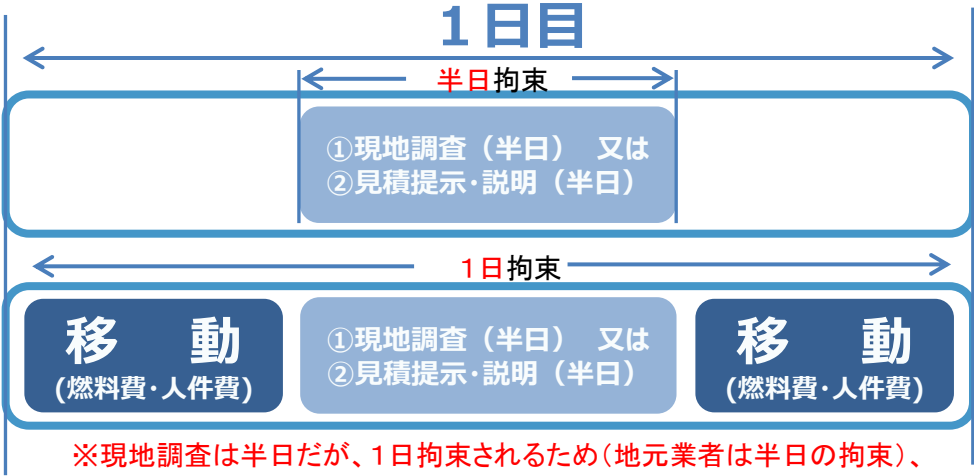 １日目
半日拘束
①現地調査（半日）　又は
②見積提示・説明（半日）
１日拘束
移　動
(燃料費・人件費)
①現地調査（半日）　又は
②見積提示・説明（半日）
移　動
(燃料費・人件費)
※現地調査は半日だが、１日拘束されるため（地元業者は半日の拘束）、